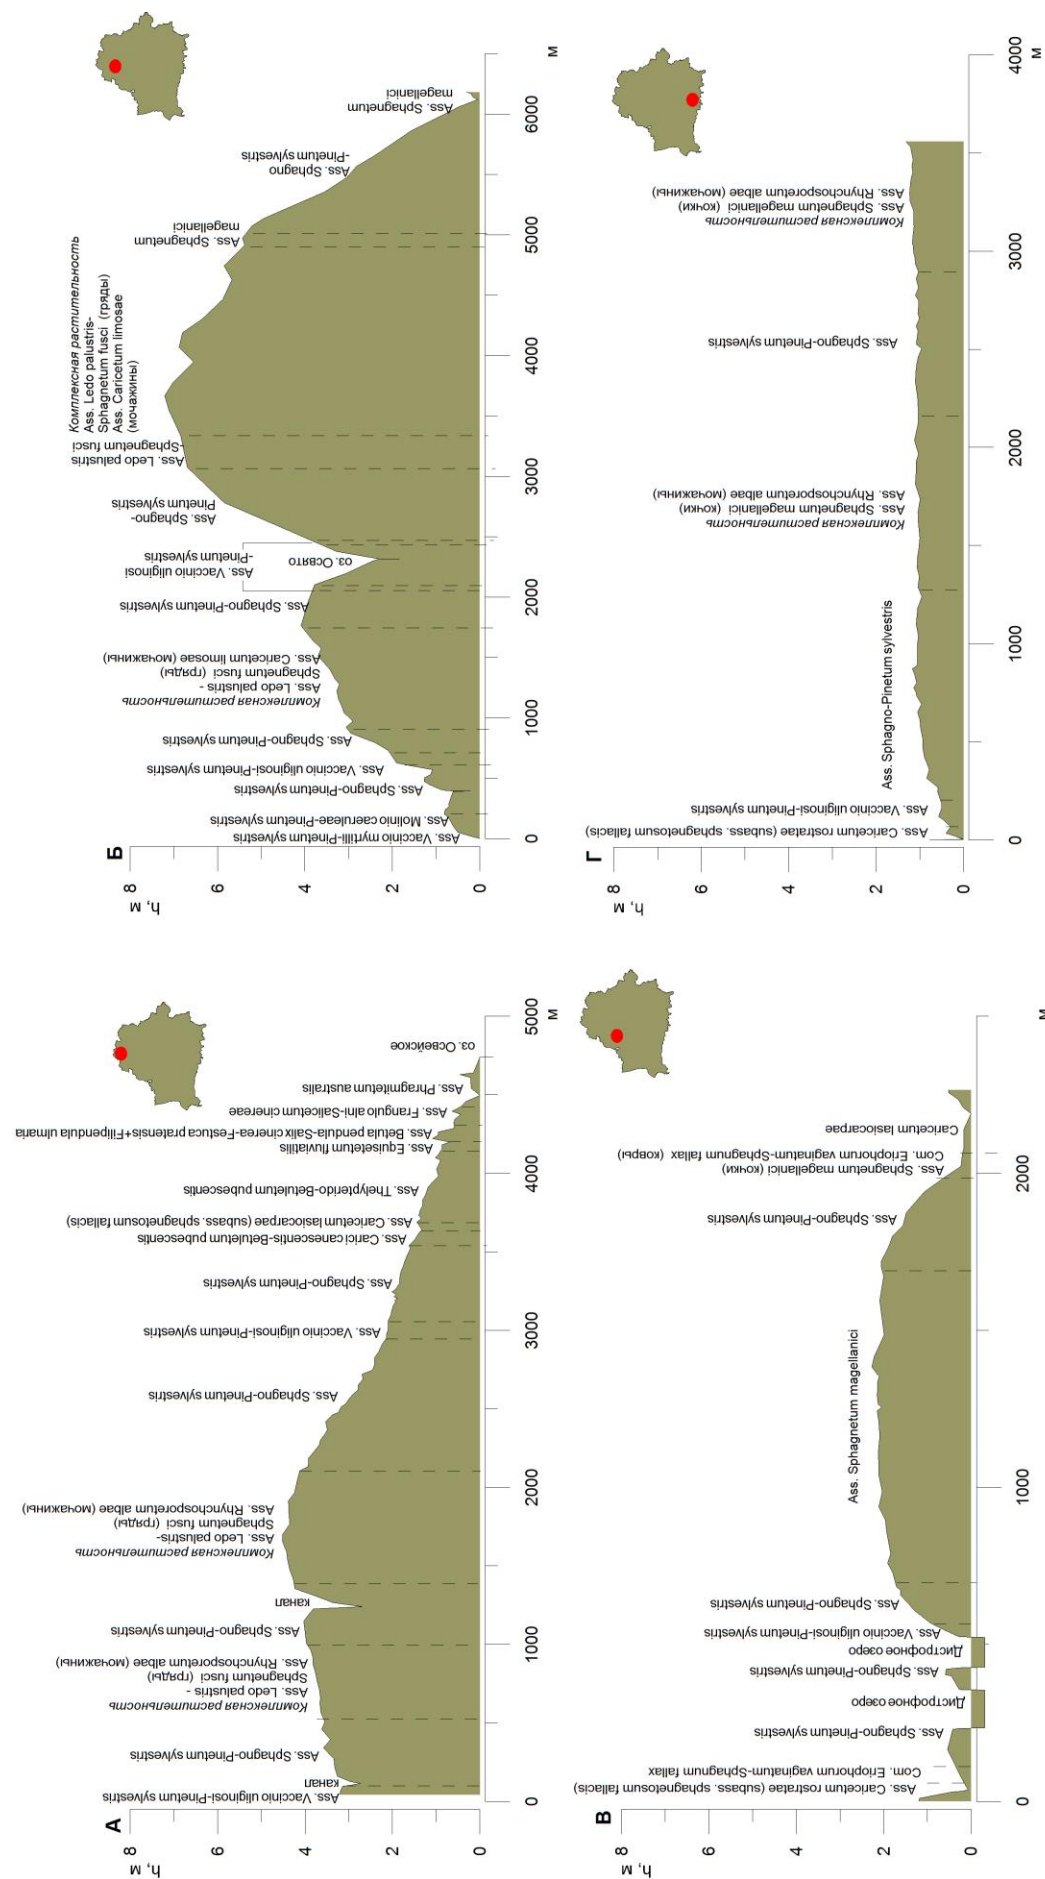 А
h, м
8
6
4
2
0
0
1000
2000
3000
4000
5000
м
Ass. Vaccinio uliginosi-Pinetum sylvestris
канал
Ass. Sphagno-Pinetum sylvestris
Комплексная растительность
Ass. Ledo palustris -
Sphagnetum fusci (гряды)
Ass. Rhynchosporetum albae (мочажины)
Ass. Sphagno-Pinetum sylvestris
канал
Комплексная растительность
Ass. Ledo palustris-
Sphagnetum fusci (гряды)
Ass. Rhynchosporetum albae (мочажины)
Ass. Sphagno-Pinetum sylvestris
Ass. Vaccinio uliginosi-Pinetum sylvestris
Ass. Sphagno-Pinetum sylvestris
Ass. Carici canescentis-Betuletum pubescentis
Ass. Caricetum lasiocarpae (subass. sphagnetosum fallacis)
Ass. Thelypterido-Betuletum pubescentis
Ass. Equisetetum fluviatilis
Ass. Betula pendula-Salix cinerea-Festuca pratensis+Filipendula ulmaria
Ass. Frangulo alni-Salicetum cinereae
Ass. Phragmitetum australis
оз. Освейское
Б
h, м
8
6
4
2
0
0
1000
2000
3000
4000
5000
6000
м
Ass. Vaccinio myrtilli-Pinetum sylvestris
Ass. Molinio caeruleae-Pinetum sylvestris
Ass. Sphagno-Pinetum sylvestris
Ass. Vaccinio uliginosi-Pinetum sylvestris
Ass. Sphagno-Pinetum sylvestris
Комплексная растительность
Ass. Ledo palustris -
Sphagnetum fusci (гряды)
Ass. Caricetum limosae (мочажины)
Ass. Sphagno-Pinetum sylvestris
Ass. Vaccinio uliginosi
-Pinetum sylvestris
оз. Освято
Ass. Sphagno-
Pinetum sylvestris
Ass. Ledo palustris
-Sphagnetum fusci
Комплексная растительность
Ass. Ledo palustris-
Sphagnetum fusci (гряды)
Ass. Caricetum limosae
(мочажины)
Ass. Sphagnetum
magellanici
Ass. Sphagno
-Pinetum sylvestris
Ass. Sphagnetum
magellanici
В
h, м
8
6
4
2
0
0
1000
2000
м
Ass. Caricetum rostratae (subass. sphagnetosum fallacis)
Com. Eriophorum vaginatum-Sphagnum fallax
Ass. Sphagno-Pinetum sylvestris
Дистрофное озеро
Ass. Sphagno-Pinetum sylvestris
Дистрофное озеро
Ass. Vaccinii uliginosi-Pinetum sylvestris
Ass. Sphagno-Pinetum sylvestris
Ass. Sphagnetum magellanici
Ass. Sphagno-Pinetum sylvestris
Ass. Sphagnetum magellanici (кочки)
Com. Eriophorum vaginatum-Sphagnum fallax (ковры)
Caricetum lasiocarpae
Г
h, м
8
6
4
2
0
0
1000
2000
3000
4000
м
Ass. Caricetum rostratae (subass. sphagnetosum fallacis)
Ass. Vaccinio uliginosi-Pinetum sylvestris
Ass. Sphagno-Pinetum sylvestris
Комплексная растительность
Ass. Sphagnetum magellanici (кочки)
Ass. Rhynchosporetum albae (мочажины)
Ass. Sphagno-Pinetum sylvestris
Комплексная растительность
Ass. Sphagnetum magellanici (кочки)
Ass. Rhynchosporetum albae (мочажины)